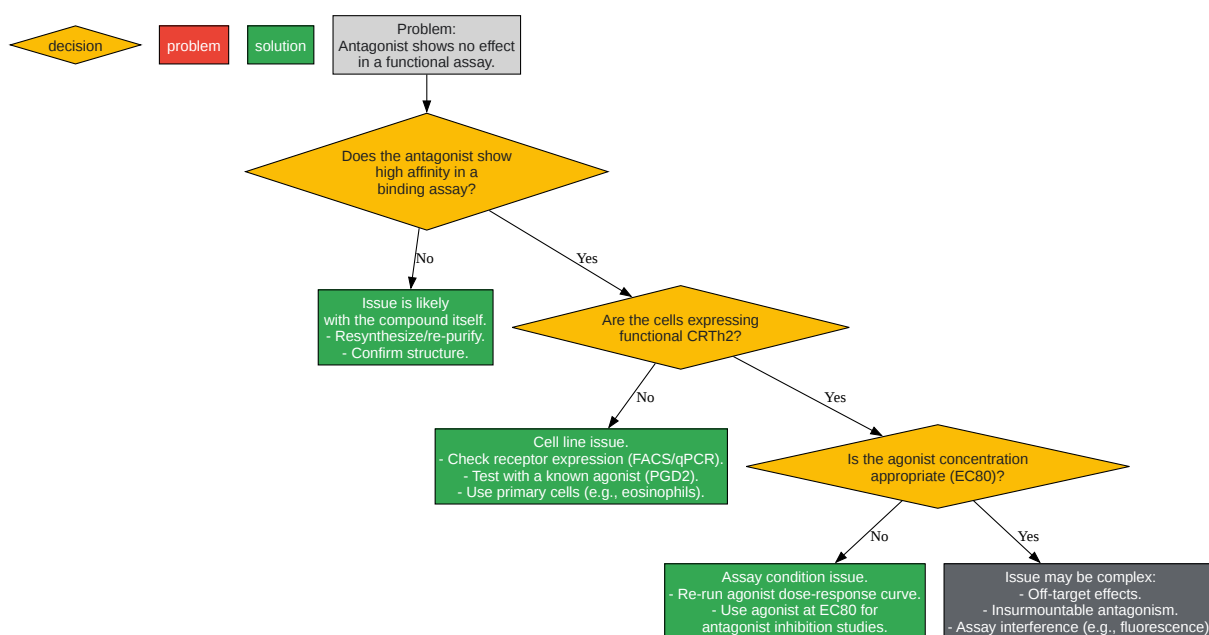 decision
problem
solution
Problem:
Antagonist shows no effect
in a functional assay.
Does the antagonist show
high affinity in a
binding assay?
No
Yes
Issue is likely
with the compound itself.
- Resynthesize/re-purify.
- Confirm structure.
Are the cells expressing
functional CRTh2?
No
Yes
Cell line issue.
- Check receptor expression (FACS/qPCR).
- Test with a known agonist (PGD2).
- Use primary cells (e.g., eosinophils).
Is the agonist concentration
appropriate (EC80)?
No
Yes
Assay condition issue.
- Re-run agonist dose-response curve.
- Use agonist at EC80 for
antagonist inhibition studies.
Issue may be complex:
- Off-target effects.
- Insurmountable antagonism.
- Assay interference (e.g., fluorescence)